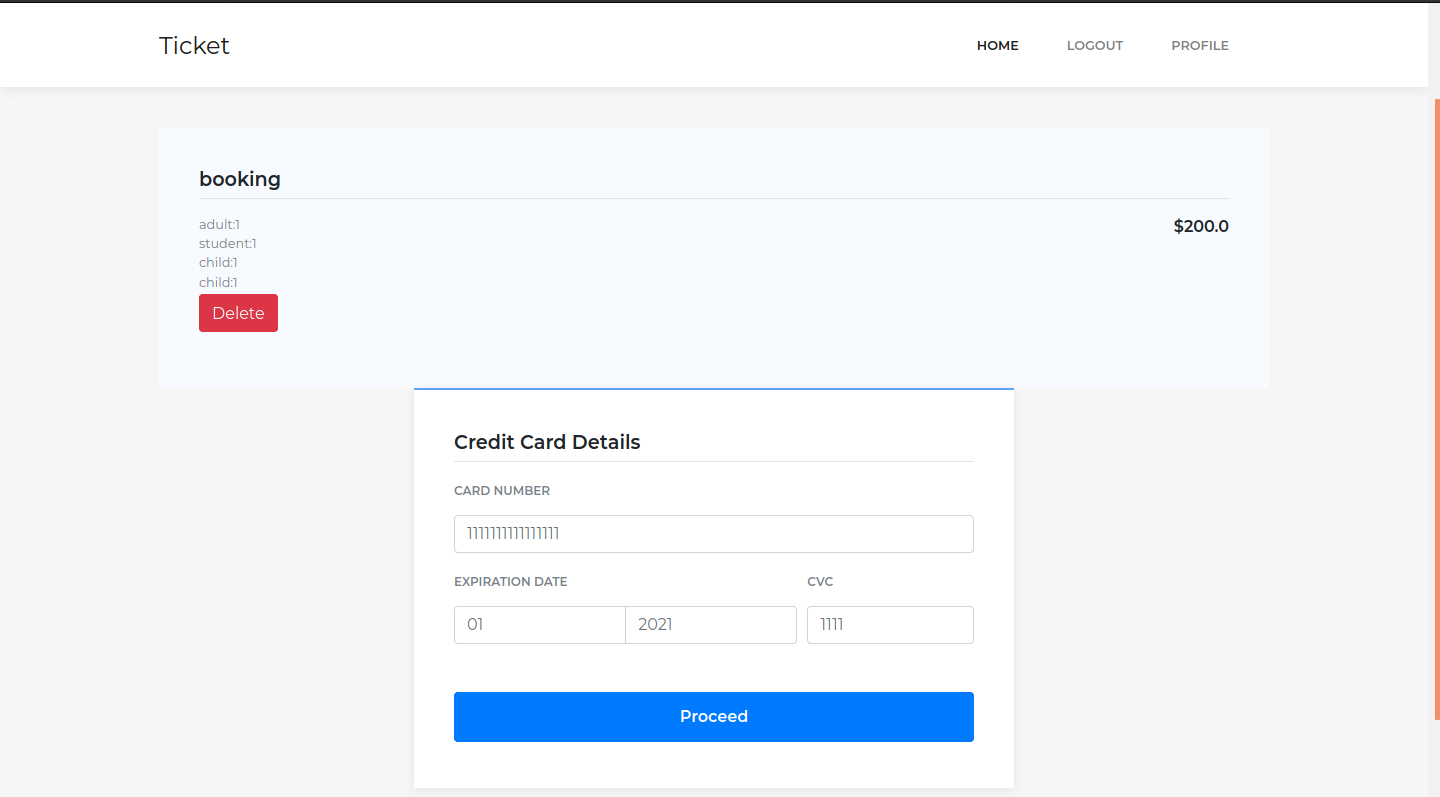 Ticket
HOME LOGOUT PROFILE
booking
adult:1 $200.0
student:1
child:1
child:1
Delete
Credit Card Details
CARD NUMBER
1111111111111111
EXPIRATION DATE CVC
01 2021 1111
Proceed